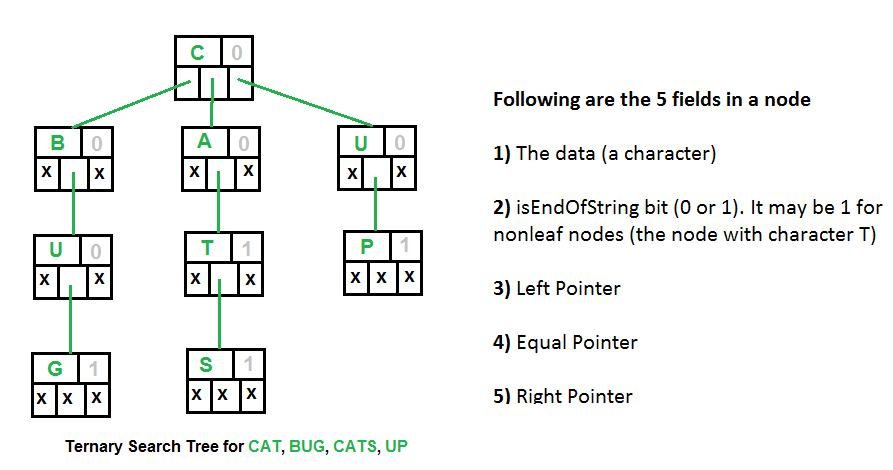 C 0
B 0
A 0
U 0
X X
X X
X X
U 0
T 1
P 1
X X
X X
X X X
G 1
S 1
X X X
X X X
Ternary Search Tree for CAT, BUG, CATS, UP
Following are the 5 fields in a node
1) The data (a character)
2) isEndOfString bit (0 or 1). It may be 1 for
nonleaf nodes (the node with character T)
3) Left Pointer
4) Equal Pointer
5) Right Pointer